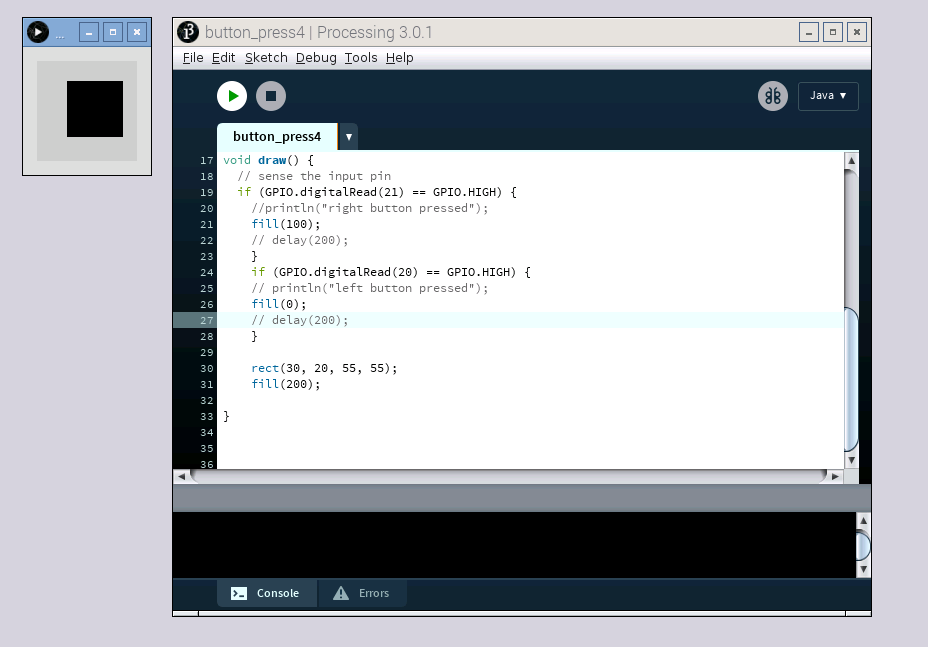 ...
button_press4 | Processing 3.0.1
File Edit Sketch Debug Tools Help
Java ▼
button_press4 ▼
17 void draw() {
18 // sense the input pin
19 if (GPIO.digitalRead(21) == GPIO.HIGH) {
20 //println("right button pressed");
21 fill(100);
22 // delay(200);
23 }
24 if (GPIO.digitalRead(20) == GPIO.HIGH) {
25 // println("left button pressed");
26 fill(0);
27 // delay(200);
28 }
29
30 rect(30, 20, 55, 55);
31 fill(200);
32
33 }
34
35
36
Console Errors